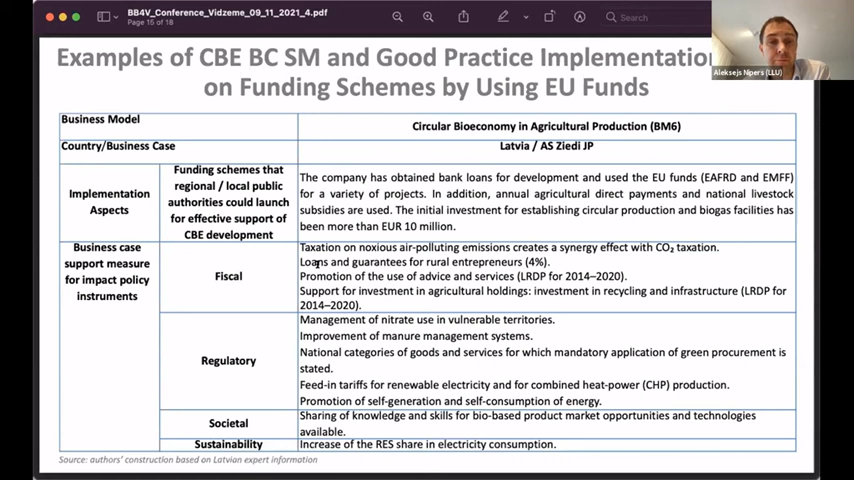 BB4V_Conference_Vidzeme_09_11_2021_4.pdf
Page 15 of 18
Search
Aleksejs Nipers (LLU)
Examples of CBE BC SM and Good Practice Implementation
on Funding Schemes by Using EU Funds
Business Model
Circular Bioeconomy in Agricultural Production (BM6)
Country/Business Case
Latvia / AS Ziedi JP
Implementation
Aspects
Funding schemes that
regional / local public
authorities could launch
for effective support of
CBE development
The company has obtained bank loans for development and used the EU funds (EAFRD and EMFF)
for a variety of projects. In addition, annual agricultural direct payments and national livestock
subsidies are used. The initial investment for establishing circular production and biogas facilities has
been more than EUR 10 million.
Business case
support measure
for impact policy
instruments
Fiscal
Taxation on noxious air-polluting emissions creates a synergy effect with CO₂ taxation.
Loans and guarantees for rural entrepreneurs (4%).
Promotion of the use of advice and services (LRDP for 2014–2020).
Support for investment in agricultural holdings: investment in recycling and infrastructure (LRDP for
2014–2020).
Regulatory
Management of nitrate use in vulnerable territories.
Improvement of manure management systems.
National categories of goods and services for which mandatory application of green procurement is
stated.
Feed-in tariffs for renewable electricity and for combined heat-power (CHP) production.
Promotion of self-generation and self-consumption of energy.
Societal
Sharing of knowledge and skills for bio-based product market opportunities and technologies
available.
Sustainability
Increase of the RES share in electricity consumption.
Source: authors' construction based on Latvian expert information